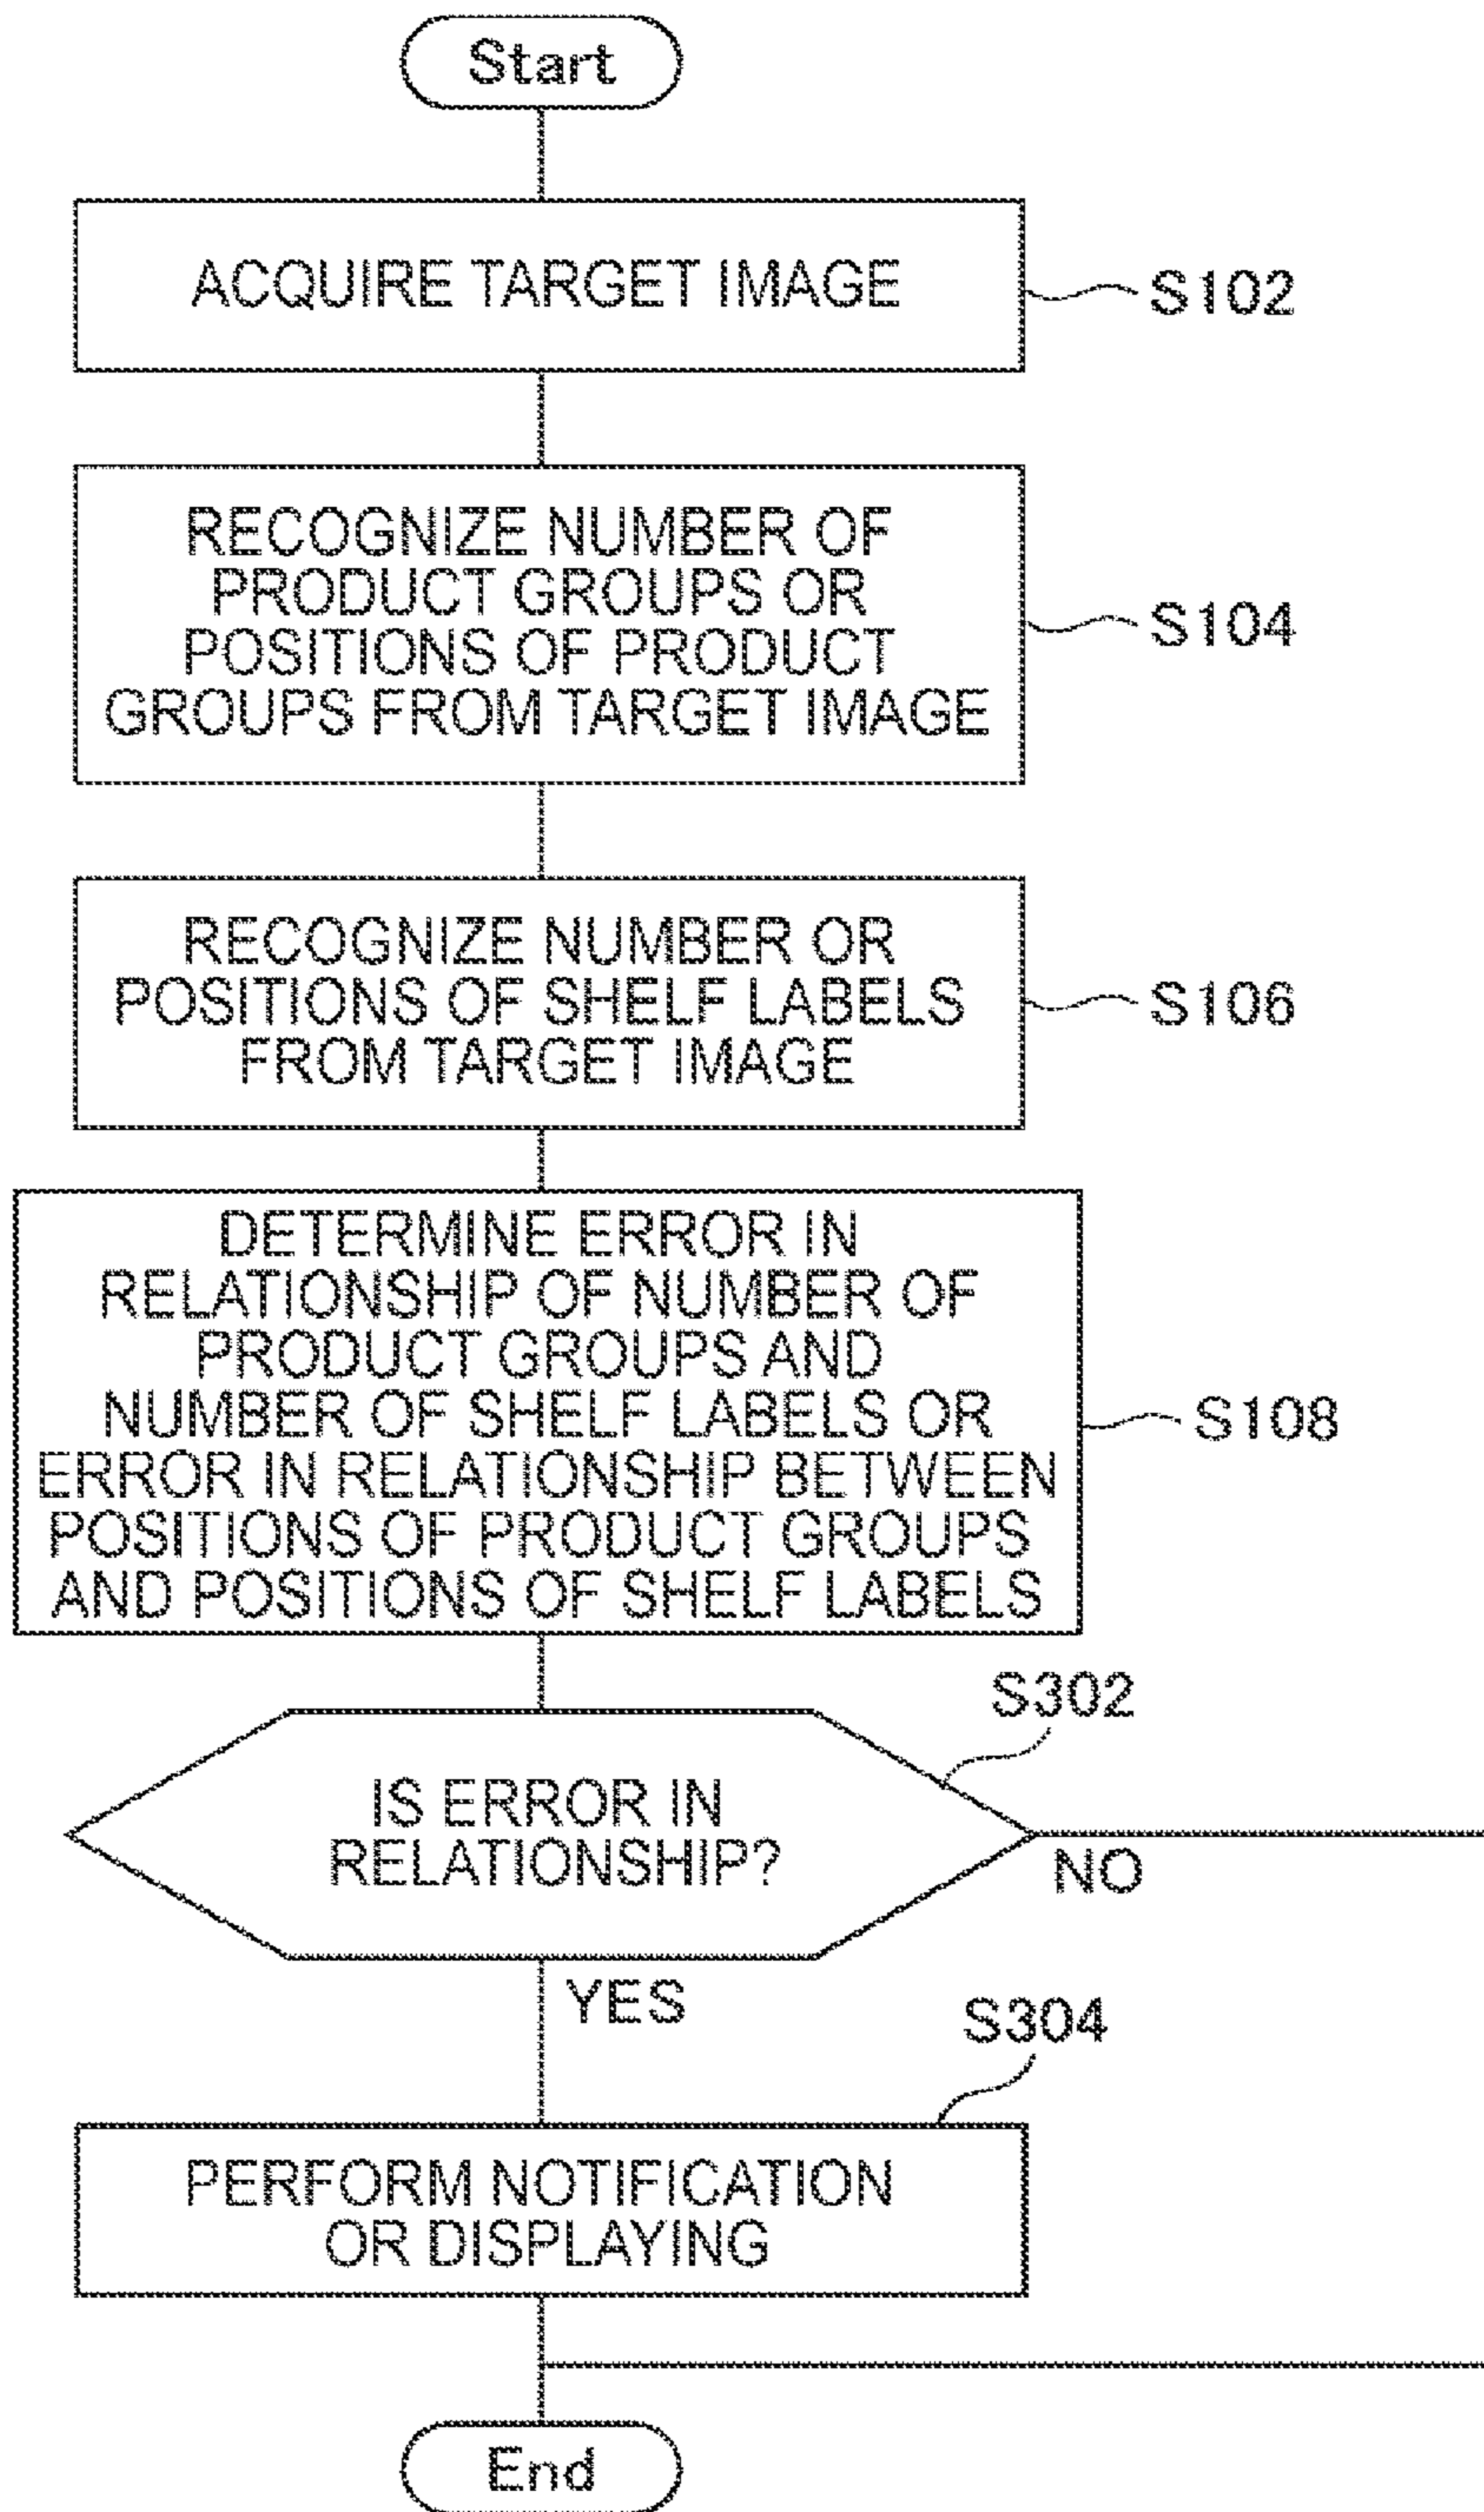 Start
ACQUIRE TARGET IMAGE
S102
RECOGNIZE NUMBER OF
PRODUCT GROUPS OR
POSITIONS OF PRODUCT
GROUPS FROM TARGET IMAGE
S104
RECOGNIZE NUMBER OR
POSITIONS OF SHELF LABELS
FROM TARGET IMAGE
S106
DETERMINE ERROR IN
RELATIONSHIP OF NUMBER OF
PRODUCT GROUPS AND
NUMBER OF SHELF LABELS OR
ERROR IN RELATIONSHIP BETWEEN
POSITIONS OF PRODUCT GROUPS
AND POSITIONS OF SHELF LABELS
S108
S302
IS ERROR IN
RELATIONSHIP?
NO
YES
S304
PERFORM NOTIFICATION
OR DISPLAYING
End